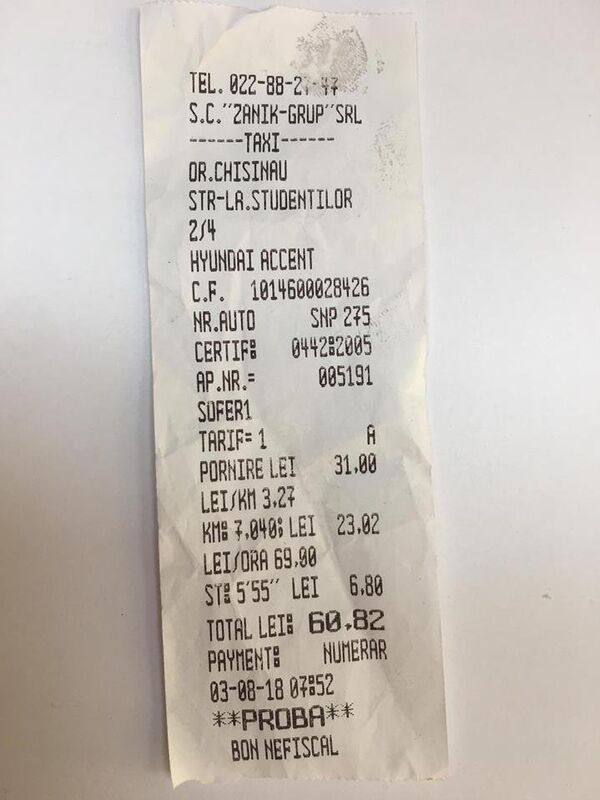 TEL. 022-88-2
S.C."ZANIK-GRUP"SRL
------TAXI------
OR.CHISINAU
STR-LA.STUDENTILOR
2/4
HYUNDAI ACCENT
C.F. 1014600028426
NR.AUTO SNP 275
CERTIF: 0442:2005
AP.NR.= 005191
SOFER1
TARIF= 1 A
PORNIRE LEI 31.00
LEI/KM 3.27
KM: 7.040: LEI 23.02
LEI/ORA 69.00
ST: 5'55" LEI 6.80
TOTAL LEI: 60.82
PAYMENT: NUMERAR
03-08-18 07:52
**PROBA**
BON NEFISCAL